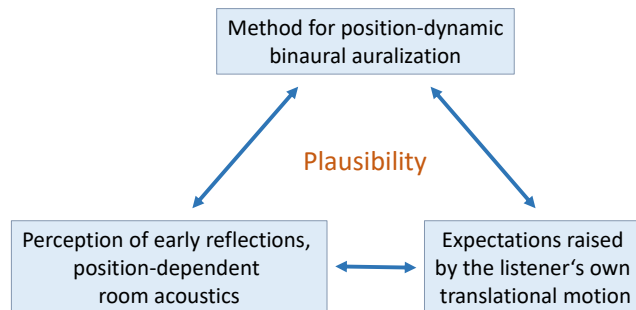 Method for position-dynamic
binaural auralization
Plausibility
Perception of early reflections,
position-dependent
room acoustics
Expectations raised
by the listener‘s own
translational motion